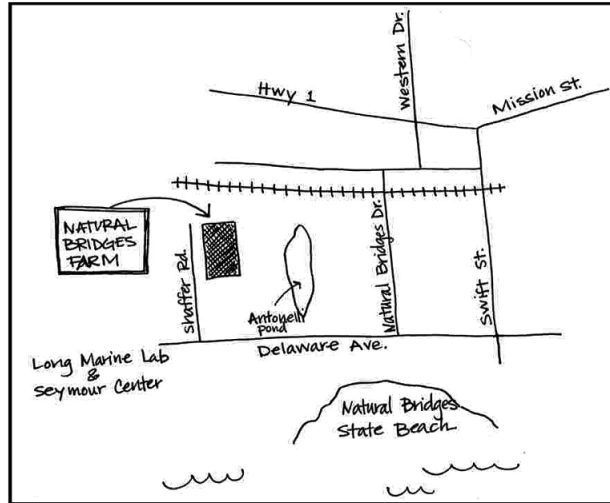 Western Dr.
Hwy 1
Mission St.
NATURAL
BRIDGES
FARM
Shaffer Rd.
Antonelli
Pond
Natural Bridges Dr.
Swift St.
Delaware Ave.
Long Marine Lab
&
Seymour Center
Natural Bridges
State Beach